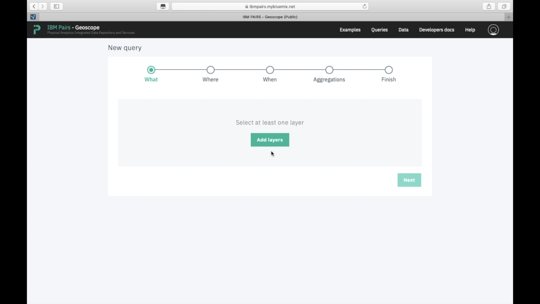 ibmpairs.mybluemix.net
IBM PAIRS - Geoscope (Public)
IBM Pairs - Geoscope
Physical Analytics Integrated Data Repository and Services
Examples Queries Data Developers docs Help
New query
What Where When Aggregations Finish
Select at least one layer
Add layers
Next